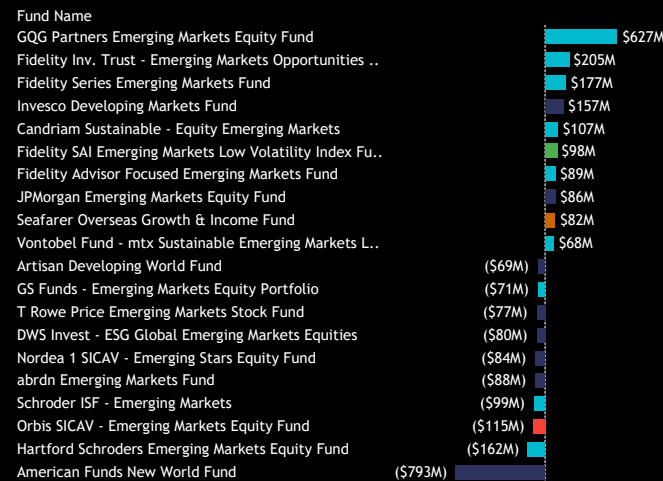 Fund Name
GQG Partners Emerging Markets Equity Fund $627M
Fidelity Inv. Trust - Emerging Markets Opportunities .. $205M
Fidelity Series Emerging Markets Fund $177M
Invesco Developing Markets Fund $157M
Candriam Sustainable - Equity Emerging Markets $107M
Fidelity SAI Emerging Markets Low Volatility Index Fu.. $98M
Fidelity Advisor Focused Emerging Markets Fund $89M
JPMorgan Emerging Markets Equity Fund $86M
Seafarer Overseas Growth & Income Fund $82M
Vontobel Fund - mtx Sustainable Emerging Markets L.. $68M
Artisan Developing World Fund ($69M)
GS Funds - Emerging Markets Equity Portfolio ($71M)
T Rowe Price Emerging Markets Stock Fund ($77M)
DWS Invest - ESG Global Emerging Markets Equities ($80M)
Nordea 1 SICAV - Emerging Stars Equity Fund ($84M)
abrdn Emerging Markets Fund ($88M)
Schroder ISF - Emerging Markets ($99M)
Orbis SICAV - Emerging Markets Equity Fund ($115M)
Hartford Schroders Emerging Markets Equity Fund ($162M)
American Funds New World Fund ($793M)